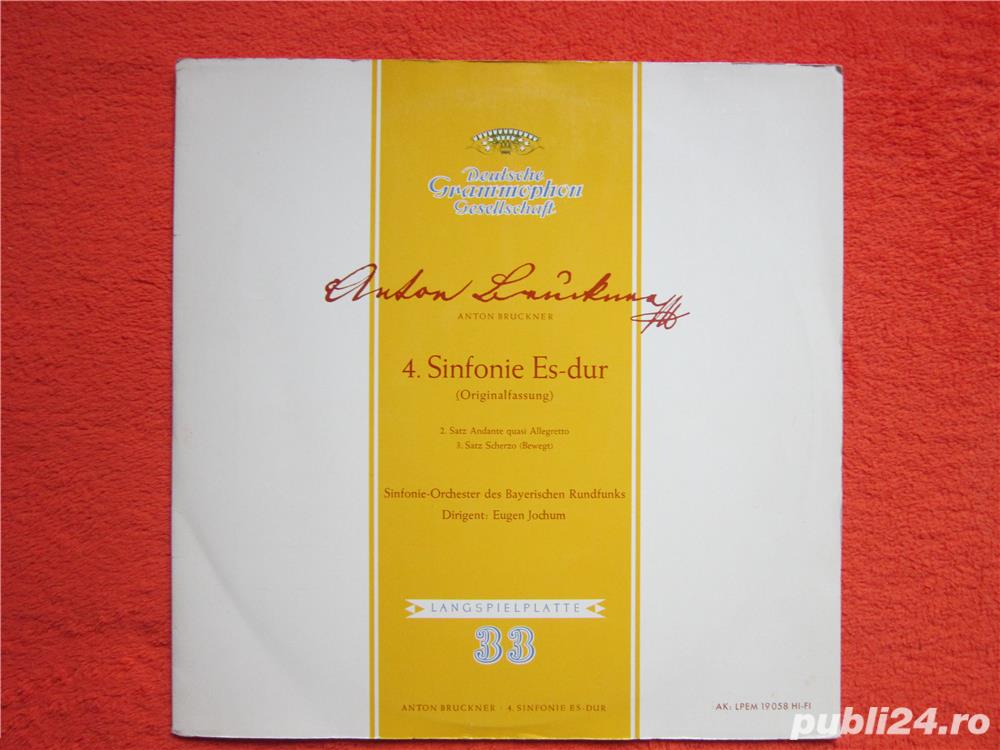 Deutsche
Grammophon
Gesellschaft
Anton Bruckner
ANTON BRUCKNER
4. Sinfonie Es-dur
(Originalfassung)
2. Satz Andante quasi Allegretto
3. Satz Scherzo (Bewegt)
Sinfonie-Orchester des Bayerischen Rundfunks
Dirigent: Eugen Jochum
LANGSPIELPLATTE
33
ANTON BRUCKNER · 4. SINFONIE ES-DUR
AK: LPEM 19058 HI-FI
publi24.ro